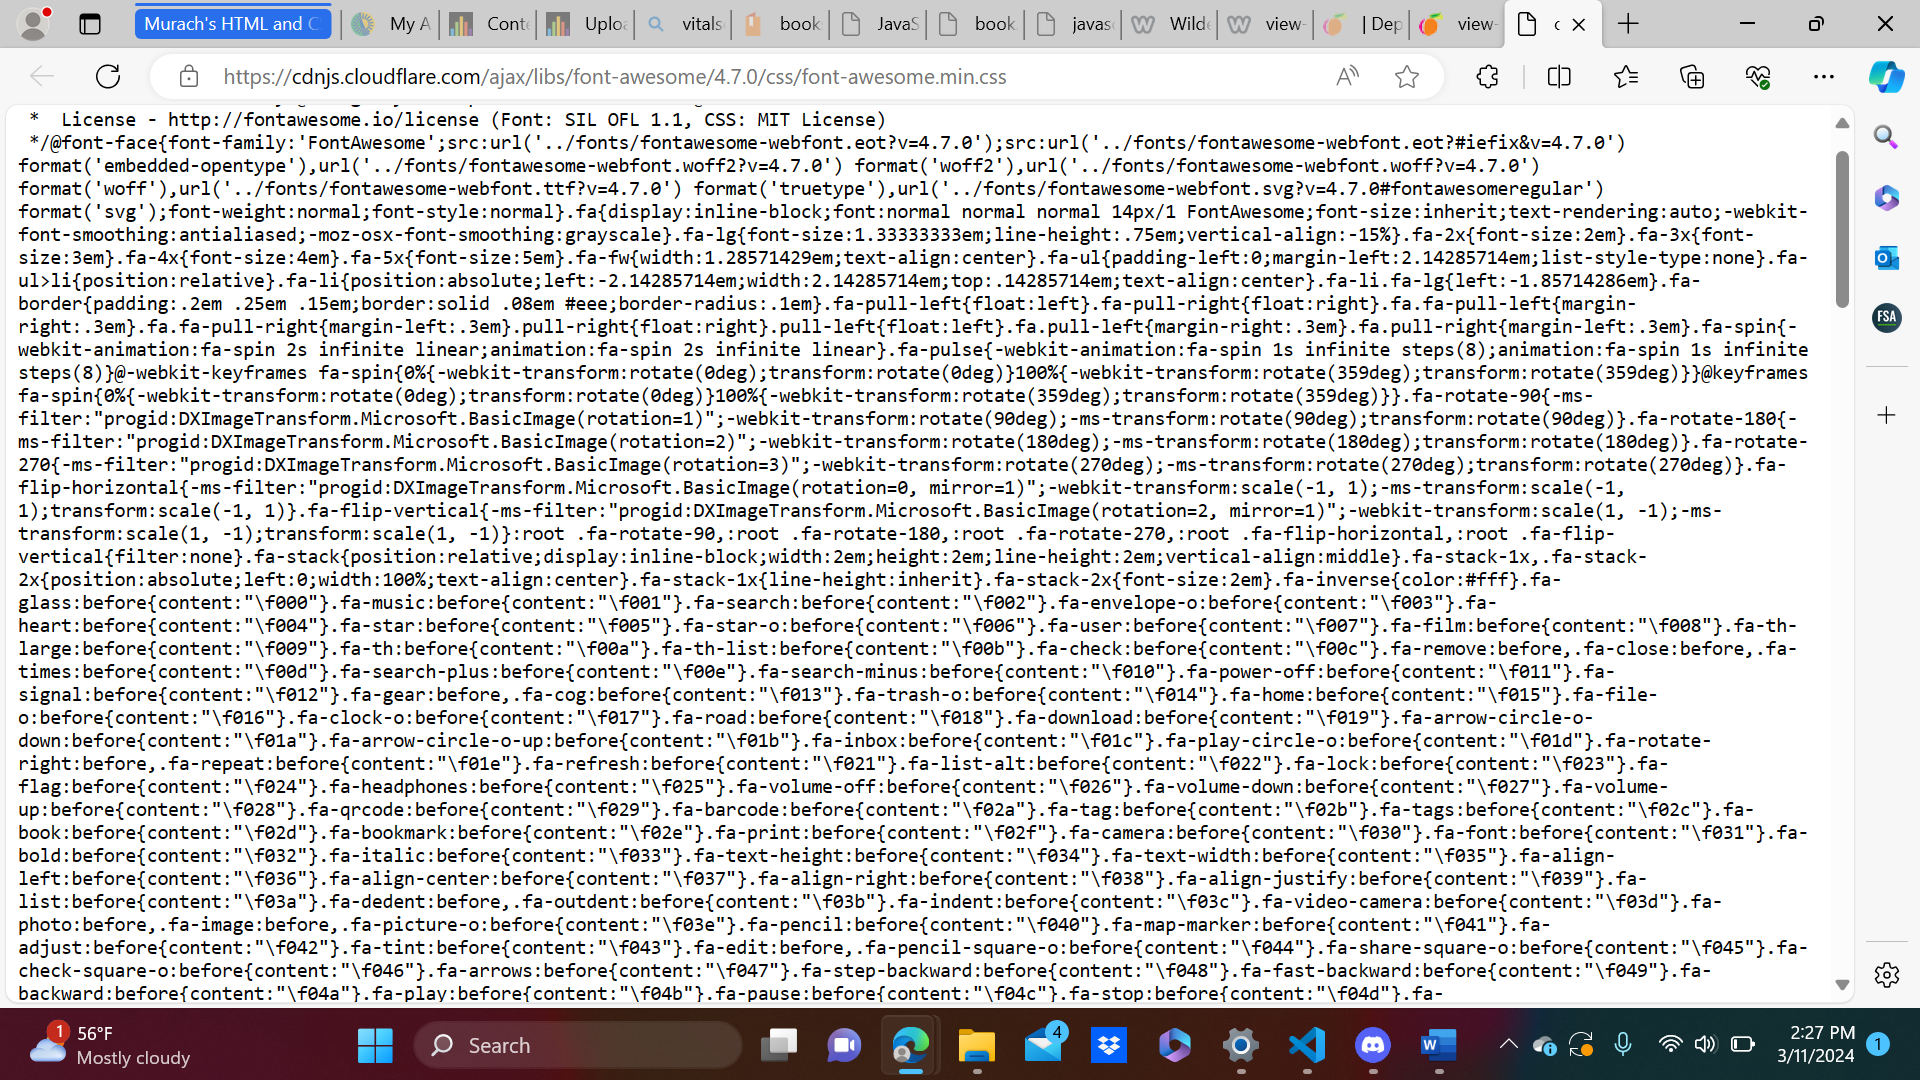 Murach's HTML and C
My A
Conte
Uploa
vitals
book
JavaS
book
javas
Wilde
view-
| Dep
view-
c
https://cdnjs.cloudflare.com/ajax/libs/font-awesome/4.7.0/css/font-awesome.min.css
 *  License - http://fontawesome.io/license (Font: SIL OFL 1.1, CSS: MIT License)
 */@font-face{font-family:'FontAwesome';src:url('../fonts/fontawesome-webfont.eot?v=4.7.0');src:url('../fonts/fontawesome-webfont.eot?#iefix&v=4.7.0')
format('embedded-opentype'),url('../fonts/fontawesome-webfont.woff2?v=4.7.0') format('woff2'),url('../fonts/fontawesome-webfont.woff?v=4.7.0')
format('woff'),url('../fonts/fontawesome-webfont.ttf?v=4.7.0') format('truetype'),url('../fonts/fontawesome-webfont.svg?v=4.7.0#fontawesomeregular')
format('svg');font-weight:normal;font-style:normal}.fa{display:inline-block;font:normal normal normal 14px/1 FontAwesome;font-size:inherit;text-rendering:auto;-webkit-
font-smoothing:antialiased;-moz-osx-font-smoothing:grayscale}.fa-lg{font-size:1.33333333em;line-height:.75em;vertical-align:-15%}.fa-2x{font-size:2em}.fa-3x{font-
size:3em}.fa-4x{font-size:4em}.fa-5x{font-size:5em}.fa-fw{width:1.28571429em;text-align:center}.fa-ul{padding-left:0;margin-left:2.14285714em;list-style-type:none}.fa-
ul>li{position:relative}.fa-li{position:absolute;left:-2.14285714em;width:2.14285714em;top:.14285714em;text-align:center}.fa-li.fa-lg{left:-1.85714286em}.fa-
border{padding:.2em .25em .15em;border:solid .08em #eee;border-radius:.1em}.fa-pull-left{float:left}.fa-pull-right{float:right}.fa.fa-pull-left{margin-
right:.3em}.fa.fa-pull-right{margin-left:.3em}.pull-right{float:right}.pull-left{float:left}.fa.pull-left{margin-right:.3em}.fa.pull-right{margin-left:.3em}.fa-spin{-
webkit-animation:fa-spin 2s infinite linear;animation:fa-spin 2s infinite linear}.fa-pulse{-webkit-animation:fa-spin 1s infinite steps(8);animation:fa-spin 1s infinite
steps(8)}@-webkit-keyframes fa-spin{0%{-webkit-transform:rotate(0deg);transform:rotate(0deg)}100%{-webkit-transform:rotate(359deg);transform:rotate(359deg)}}@keyframes
fa-spin{0%{-webkit-transform:rotate(0deg);transform:rotate(0deg)}100%{-webkit-transform:rotate(359deg);transform:rotate(359deg)}}.fa-rotate-90{-ms-
filter:"progid:DXImageTransform.Microsoft.BasicImage(rotation=1)";-webkit-transform:rotate(90deg);-ms-transform:rotate(90deg);transform:rotate(90deg)}.fa-rotate-180{-
ms-filter:"progid:DXImageTransform.Microsoft.BasicImage(rotation=2)";-webkit-transform:rotate(180deg);-ms-transform:rotate(180deg);transform:rotate(180deg)}.fa-rotate-
270{-ms-filter:"progid:DXImageTransform.Microsoft.BasicImage(rotation=3)";-webkit-transform:rotate(270deg);-ms-transform:rotate(270deg);transform:rotate(270deg)}.fa-
flip-horizontal{-ms-filter:"progid:DXImageTransform.Microsoft.BasicImage(rotation=0, mirror=1)";-webkit-transform:scale(-1, 1);-ms-transform:scale(-1,
1);transform:scale(-1, 1)}.fa-flip-vertical{-ms-filter:"progid:DXImageTransform.Microsoft.BasicImage(rotation=2, mirror=1)";-webkit-transform:scale(1, -1);-ms-
transform:scale(1, -1);transform:scale(1, -1)}:root .fa-rotate-90,:root .fa-rotate-180,:root .fa-rotate-270,:root .fa-flip-horizontal,:root .fa-flip-
vertical{filter:none}.fa-stack{position:relative;display:inline-block;width:2em;height:2em;line-height:2em;vertical-align:middle}.fa-stack-1x,.fa-stack-
2x{position:absolute;left:0;width:100%;text-align:center}.fa-stack-1x{line-height:inherit}.fa-stack-2x{font-size:2em}.fa-inverse{color:#fff}.fa-
glass:before{content:"\f000"}.fa-music:before{content:"\f001"}.fa-search:before{content:"\f002"}.fa-envelope-o:before{content:"\f003"}.fa-
heart:before{content:"\f004"}.fa-star:before{content:"\f005"}.fa-star-o:before{content:"\f006"}.fa-user:before{content:"\f007"}.fa-film:before{content:"\f008"}.fa-th-
large:before{content:"\f009"}.fa-th:before{content:"\f00a"}.fa-th-list:before{content:"\f00b"}.fa-check:before{content:"\f00c"}.fa-remove:before,.fa-close:before,.fa-
times:before{content:"\f00d"}.fa-search-plus:before{content:"\f00e"}.fa-search-minus:before{content:"\f010"}.fa-power-off:before{content:"\f011"}.fa-
signal:before{content:"\f012"}.fa-gear:before,.fa-cog:before{content:"\f013"}.fa-trash-o:before{content:"\f014"}.fa-home:before{content:"\f015"}.fa-file-
o:before{content:"\f016"}.fa-clock-o:before{content:"\f017"}.fa-road:before{content:"\f018"}.fa-download:before{content:"\f019"}.fa-arrow-circle-o-
down:before{content:"\f01a"}.fa-arrow-circle-o-up:before{content:"\f01b"}.fa-inbox:before{content:"\f01c"}.fa-play-circle-o:before{content:"\f01d"}.fa-rotate-
right:before,.fa-repeat:before{content:"\f01e"}.fa-refresh:before{content:"\f021"}.fa-list-alt:before{content:"\f022"}.fa-lock:before{content:"\f023"}.fa-
flag:before{content:"\f024"}.fa-headphones:before{content:"\f025"}.fa-volume-off:before{content:"\f026"}.fa-volume-down:before{content:"\f027"}.fa-volume-
up:before{content:"\f028"}.fa-qrcode:before{content:"\f029"}.fa-barcode:before{content:"\f02a"}.fa-tag:before{content:"\f02b"}.fa-tags:before{content:"\f02c"}.fa-
book:before{content:"\f02d"}.fa-bookmark:before{content:"\f02e"}.fa-print:before{content:"\f02f"}.fa-camera:before{content:"\f030"}.fa-font:before{content:"\f031"}.fa-
bold:before{content:"\f032"}.fa-italic:before{content:"\f033"}.fa-text-height:before{content:"\f034"}.fa-text-width:before{content:"\f035"}.fa-align-
left:before{content:"\f036"}.fa-align-center:before{content:"\f037"}.fa-align-right:before{content:"\f038"}.fa-align-justify:before{content:"\f039"}.fa-
list:before{content:"\f03a"}.fa-dedent:before,.fa-outdent:before{content:"\f03b"}.fa-indent:before{content:"\f03c"}.fa-video-camera:before{content:"\f03d"}.fa-
photo:before,.fa-image:before,.fa-picture-o:before{content:"\f03e"}.fa-pencil:before{content:"\f040"}.fa-map-marker:before{content:"\f041"}.fa-
adjust:before{content:"\f042"}.fa-tint:before{content:"\f043"}.fa-edit:before,.fa-pencil-square-o:before{content:"\f044"}.fa-share-square-o:before{content:"\f045"}.fa-
check-square-o:before{content:"\f046"}.fa-arrows:before{content:"\f047"}.fa-step-backward:before{content:"\f048"}.fa-fast-backward:before{content:"\f049"}.fa-
backward:before{content:"\f04a"}.fa-play:before{content:"\f04b"}.fa-pause:before{content:"\f04c"}.fa-stop:before{content:"\f04d"}.fa-
FSA
1
56°F
Mostly cloudy
Search
4
2:27 PM
3/11/2024
1